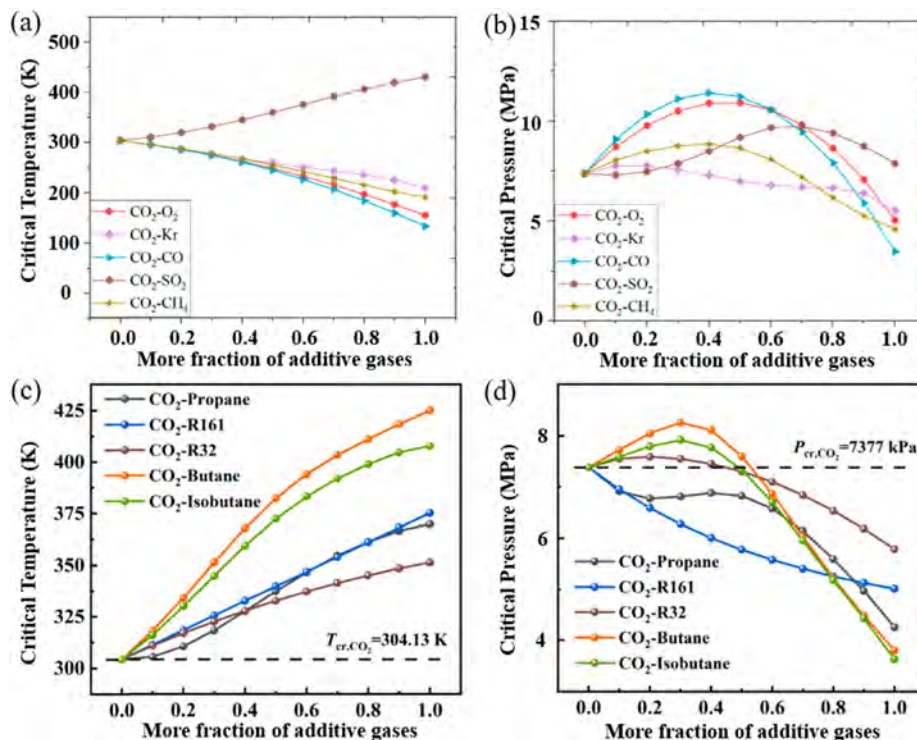 (a)
Critical Temperature (K)
500
400
300
200
100
0
CO₂-O₂
CO₂-Kr
CO₂-CO
CO₂-SO₂
CO₂-CH₄
0.0 0.2 0.4 0.6 0.8 1.0
More fraction of additive gases
(b)
Critical Pressure (MPa)
15
10
5
0
CO₂-O₂
CO₂-Kr
CO₂-CO
CO₂-SO₂
CO₂-CH₄
0.0 0.2 0.4 0.6 0.8 1.0
More fraction of additive gases
(c)
Critical Temperature (K)
425
400
375
350
325
300
CO₂-Propane
CO₂-R161
CO₂-R32
CO₂-Butane
CO₂-Isobutane
T_cr,CO₂=304.13 K
0.0 0.2 0.4 0.6 0.8 1.0
More fraction of additive gases
(d)
Critical Pressure (MPa)
8
6
4
P_cr,CO₂=7377 kPa
CO₂-Propane
CO₂-R161
CO₂-R32
CO₂-Butane
CO₂-Isobutane
0.0 0.2 0.4 0.6 0.8 1.0
More fraction of additive gases